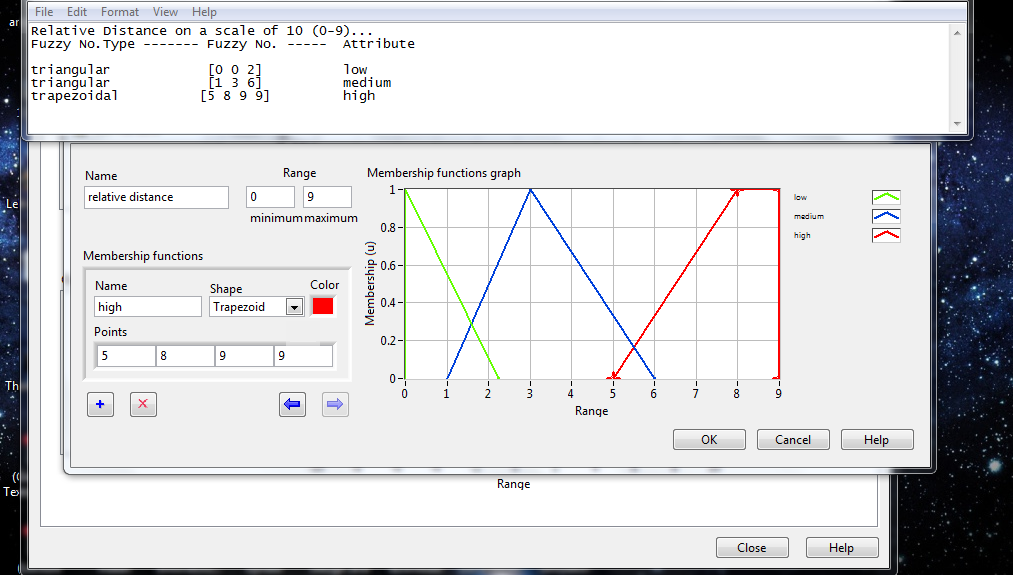 File Edit Format View Help
Relative Distance on a scale of 10 (0-9)...
Fuzzy No.Type ------- Fuzzy No. ----- Attribute
triangular [0 0 2] low
triangular [1 3 6] medium
trapezoidal [5 8 9 9] high
Name
relative distance
Range
0 9
minimum maximum
Membership functions
Name Shape Color
high Trapezoid
Points
5 8 9 9
Membership functions graph
Membership (u)
1
0.8
0.6
0.4
0.2
0
0 1 2 3 4 5 6 7 8 9
Range
low
medium
high
OK Cancel Help
Range
Close Help
ar
Le
Th
(C
Tex